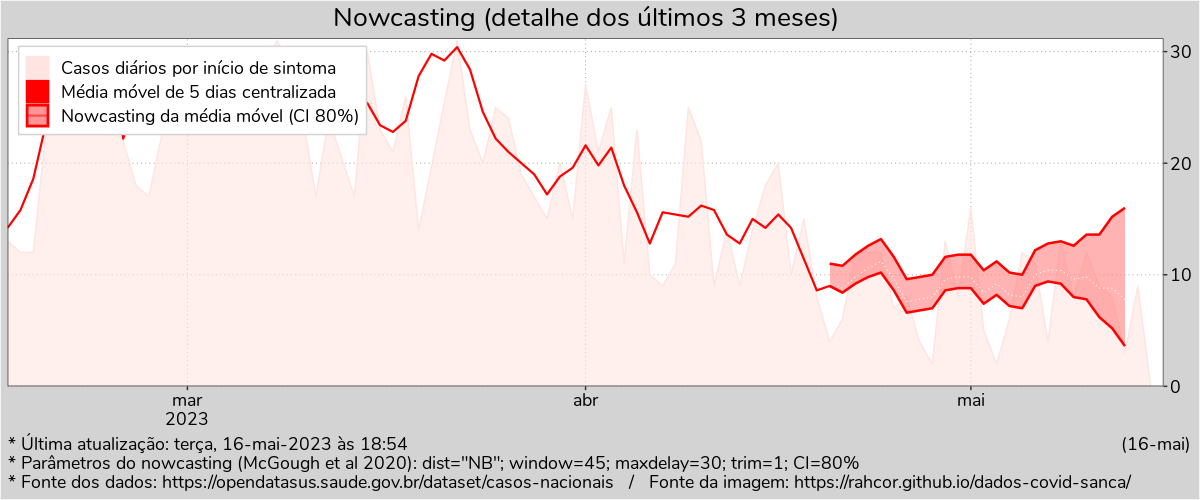 Nowcasting (detalhe dos últimos 3 meses)
Casos diários por início de sintoma
Média móvel de 5 dias centralizada
Nowcasting da média móvel (CI 80%)
30
20
10
0
mar
2023
abr
mai
* Última atualização: terça, 16-mai-2023 às 18:54
(16-mai)
* Parâmetros do nowcasting (McGough et al 2020): dist="NB"; window=45; maxdelay=30; trim=1; CI=80%
* Fonte dos dados: https://opendatasus.saude.gov.br/dataset/casos-nacionais / Fonte da imagem: https://rahcor.github.io/dados-covid-sanca/